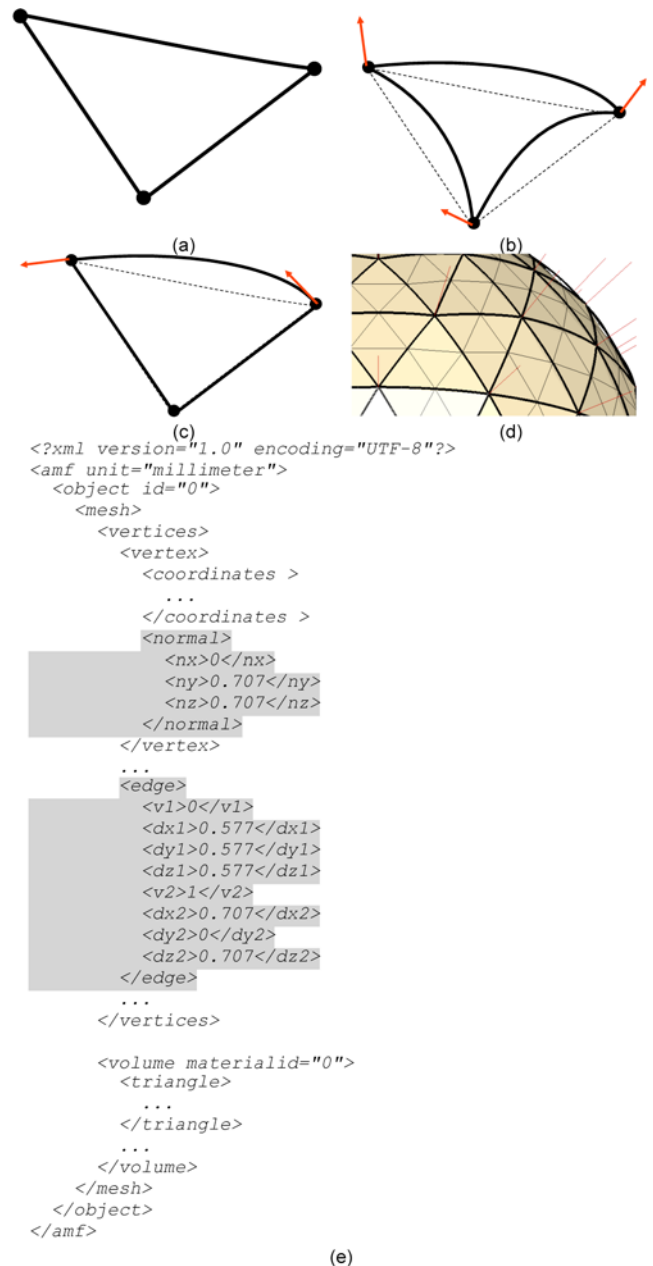 (a)
(b)
(c)
(d)
<?xml version="1.0" encoding="UTF-8"?>
<amf unit="millimeter">
<object id="0">
<mesh>
<vertices>
<vertex>
<coordinates >
...
</coordinates >
<normal>
<nx>0</nx>
<ny>0.707</ny>
<nz>0.707</nz>
</normal>
</vertex>
...
<edge>
<v1>0</v1>
<dx1>0.577</dx1>
<dy1>0.577</dy1>
<dz1>0.577</dz1>
<v2>1</v2>
<dx2>0.707</dx2>
<dy2>0</dy2>
<dz2>0.707</dz2>
</edge>
...
</vertices>
<volume materialid="0">
<triangle>
...
</triangle>
...
</volume>
</mesh>
</object>
</amf>
(e)